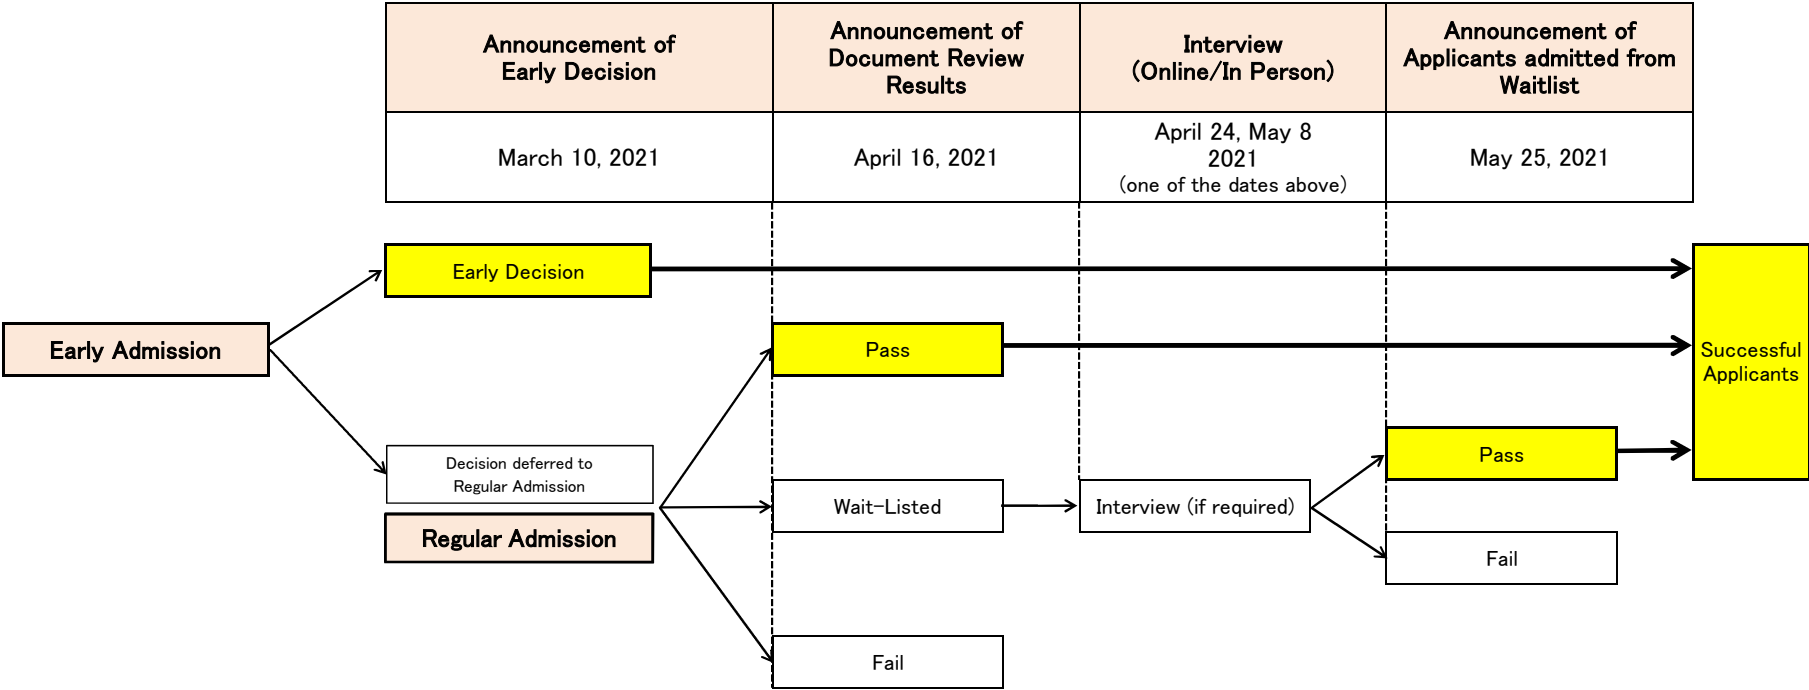 Announcement of
Early Decision
Announcement of
Document Review
Results
Interview
(Online/In Person)
Announcement of
Applicants admitted from
Waitlist
March 10, 2021
April 16, 2021
April 24, May 8
2021
(one of the dates above)
May 25, 2021
Early Decision
Early Admission
Pass
Successful
Applicants
Decision deferred to
Regular Admission
Pass
Wait-Listed
Interview (if required)
Regular Admission
Fail
Fail